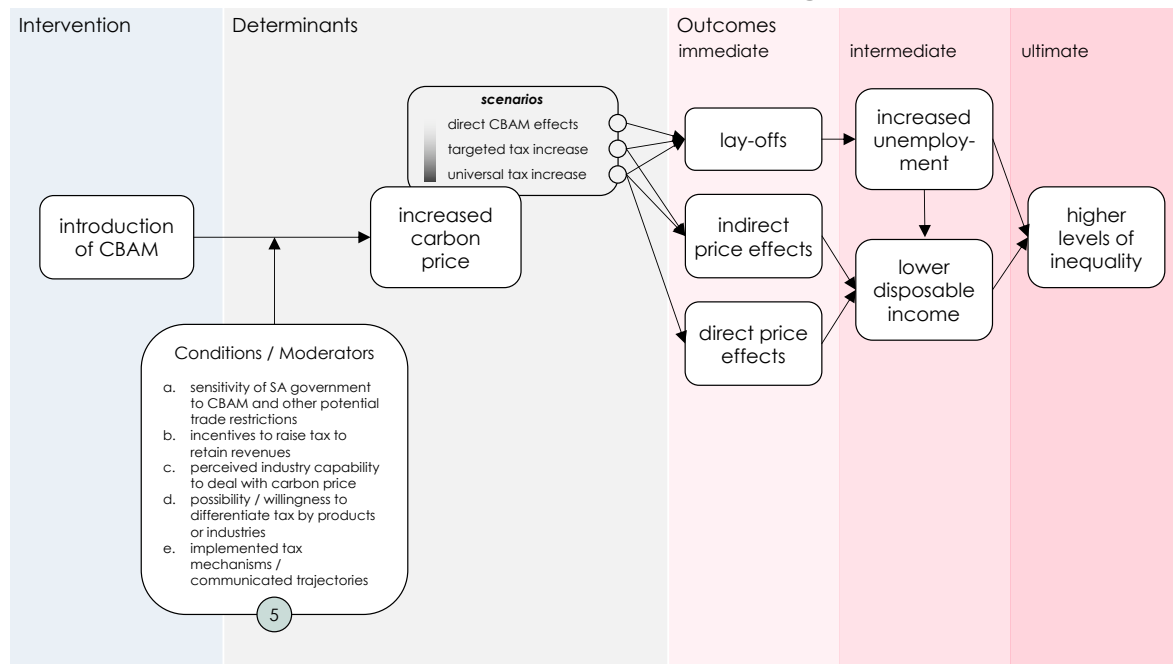 Intervention
Determinants
Outcomes
immediate
intermediate
ultimate
scenarios
direct CBAM effects
targeted tax increase
universal tax increase
introduction
of CBAM
increased
carbon
price
lay-offs
indirect
price effects
direct price
effects
increased
unemploy-
ment
lower
disposable
income
higher
levels of
inequality
Conditions / Moderators
a. sensitivity of SA government
to CBAM and other potential
trade restrictions
b. incentives to raise tax to
retain revenues
c. perceived industry capability
to deal with carbon price
d. possibility / willingness to
differentiate tax by products
or industries
e. implemented tax
mechanisms /
communicated trajectories
5